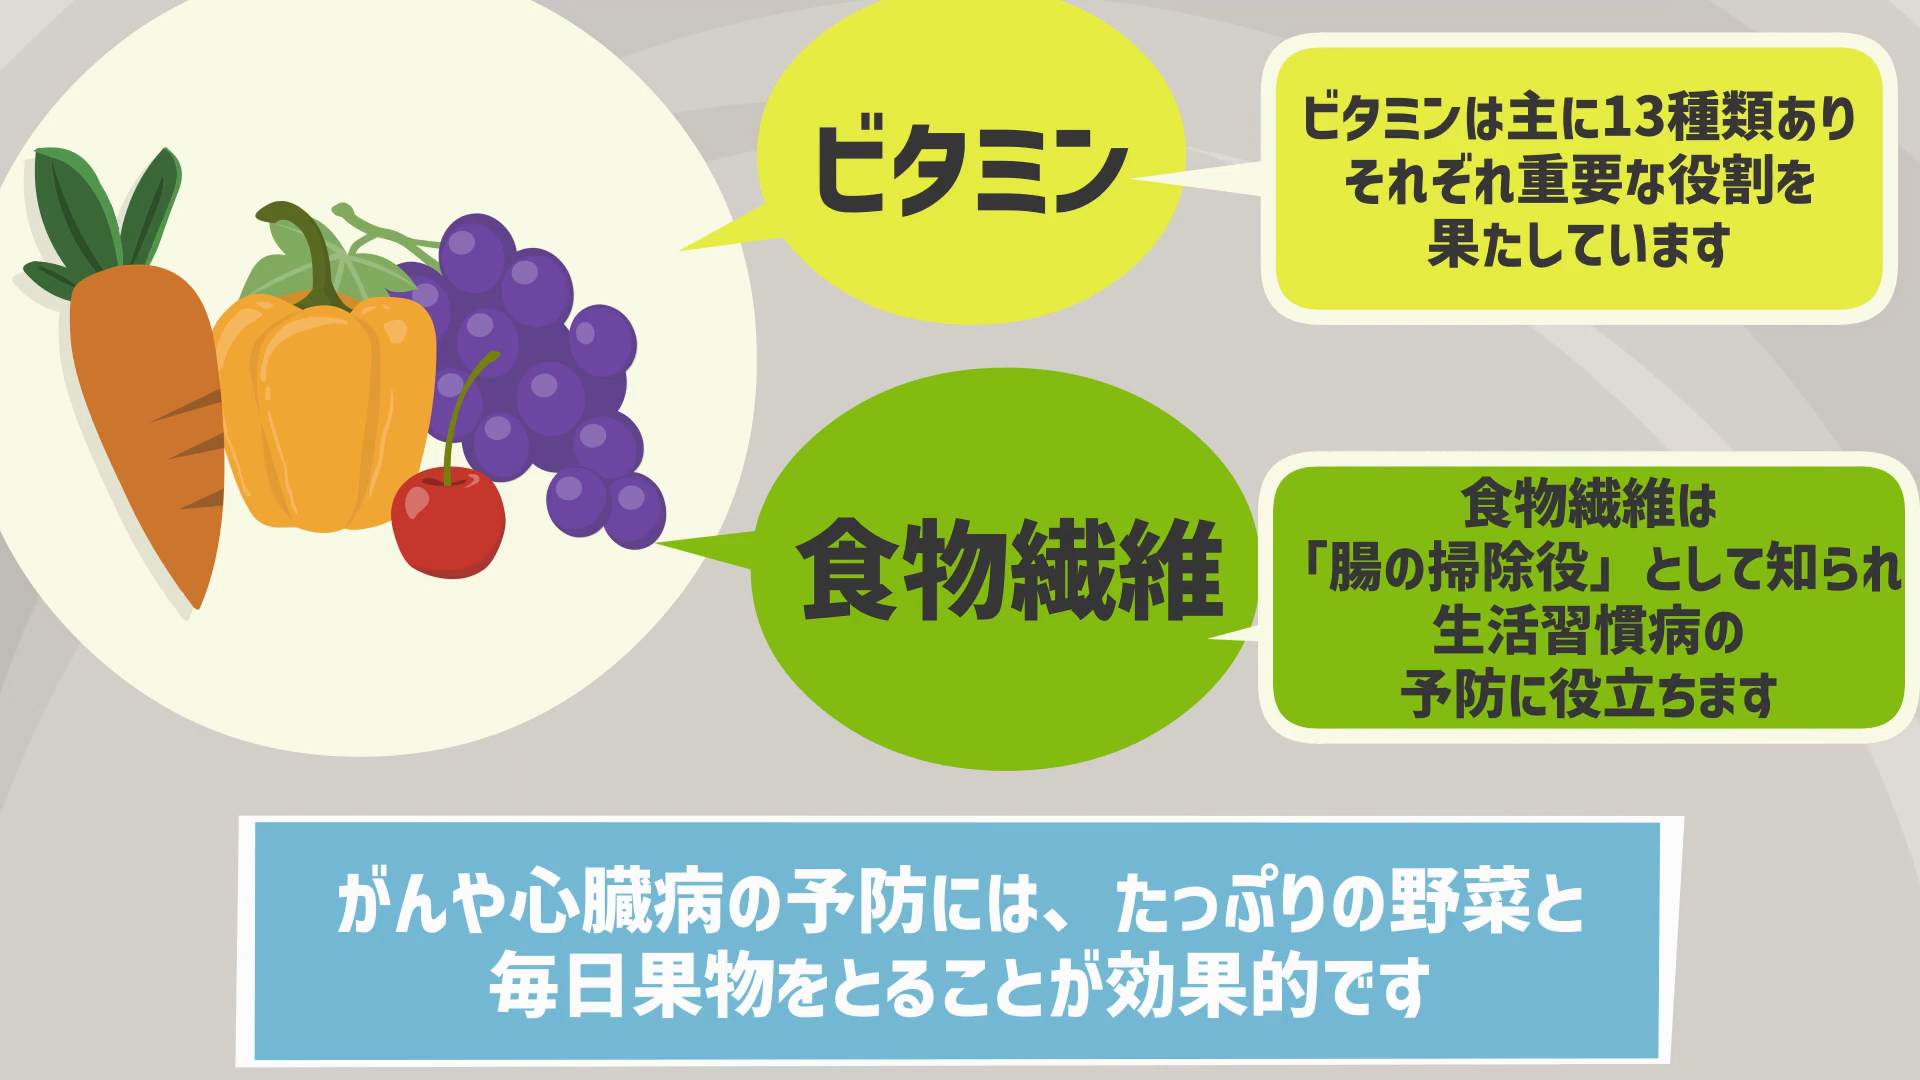 ビタミン
ビタミンは主に13種類あり
それぞれ重要な役割を
果たしています
食物繊維
食物繊維は
「腸の掃除役」として知られ
生活習慣病の
予防に役立ちます
がんや心臓病の予防には、たっぷりの野菜と
毎日果物をとることが効果的です